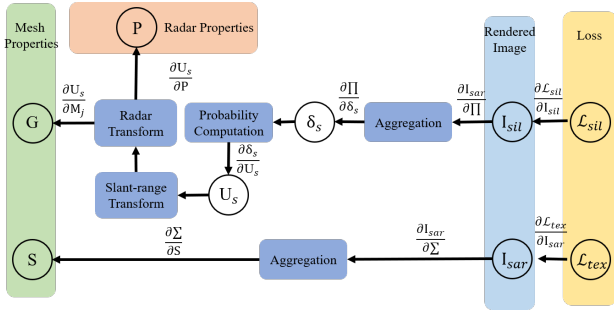 Mesh
Properties
P
Radar Properties
Rendered
Image
Loss
∂U_s
∂M_j
∂U_s
∂P
G
Radar
Transform
Probability
Computation
δ_s
∂∏
∂δ_s
Aggregation
∂I_sar
∂∏
I_sil
∂ℒ_sil
∂I_sil
ℒ_sil
∂δ_s
∂U_s
Slant-range
Transform
U_s
∂∑
∂S
S
Aggregation
∂I_sar
∂∑
I_sar
∂ℒ_tex
∂I_sar
ℒ_tex